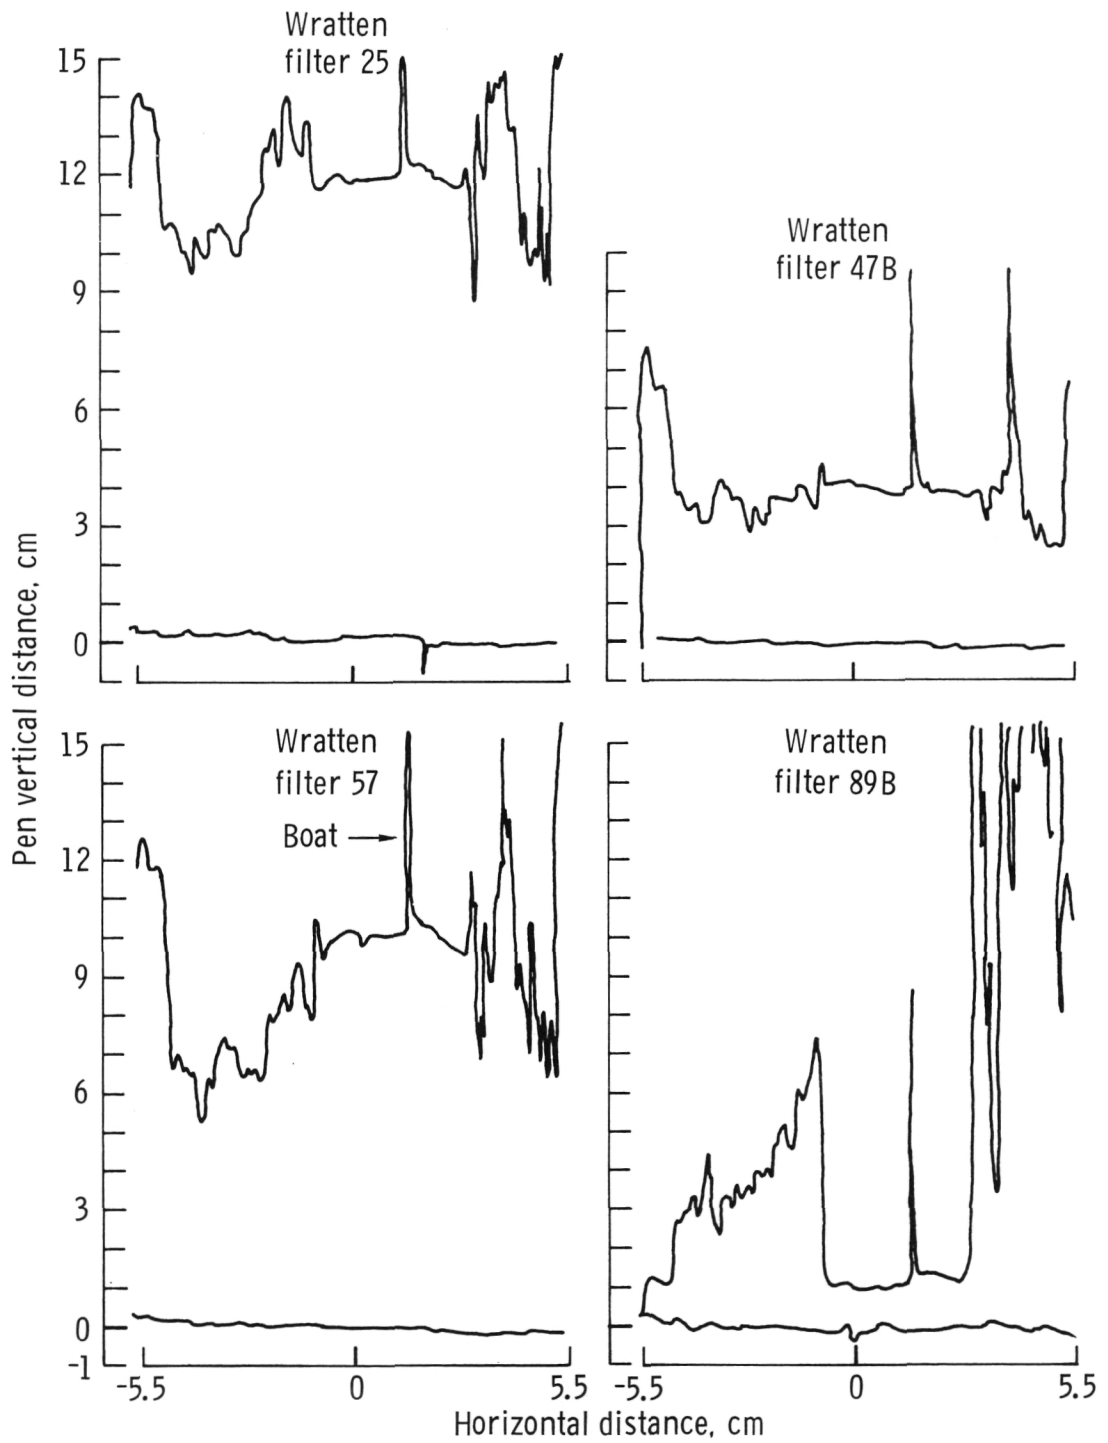 Wratten
filter 25
15
12
9
6
3
0
Wratten
filter 47B
Pen vertical distance, cm
Wratten
filter 57
Boat
15
12
9
6
3
0
-1
-5.5
0
5.5
Wratten
filter 89B
-5.5
0
5.5
Horizontal distance, cm